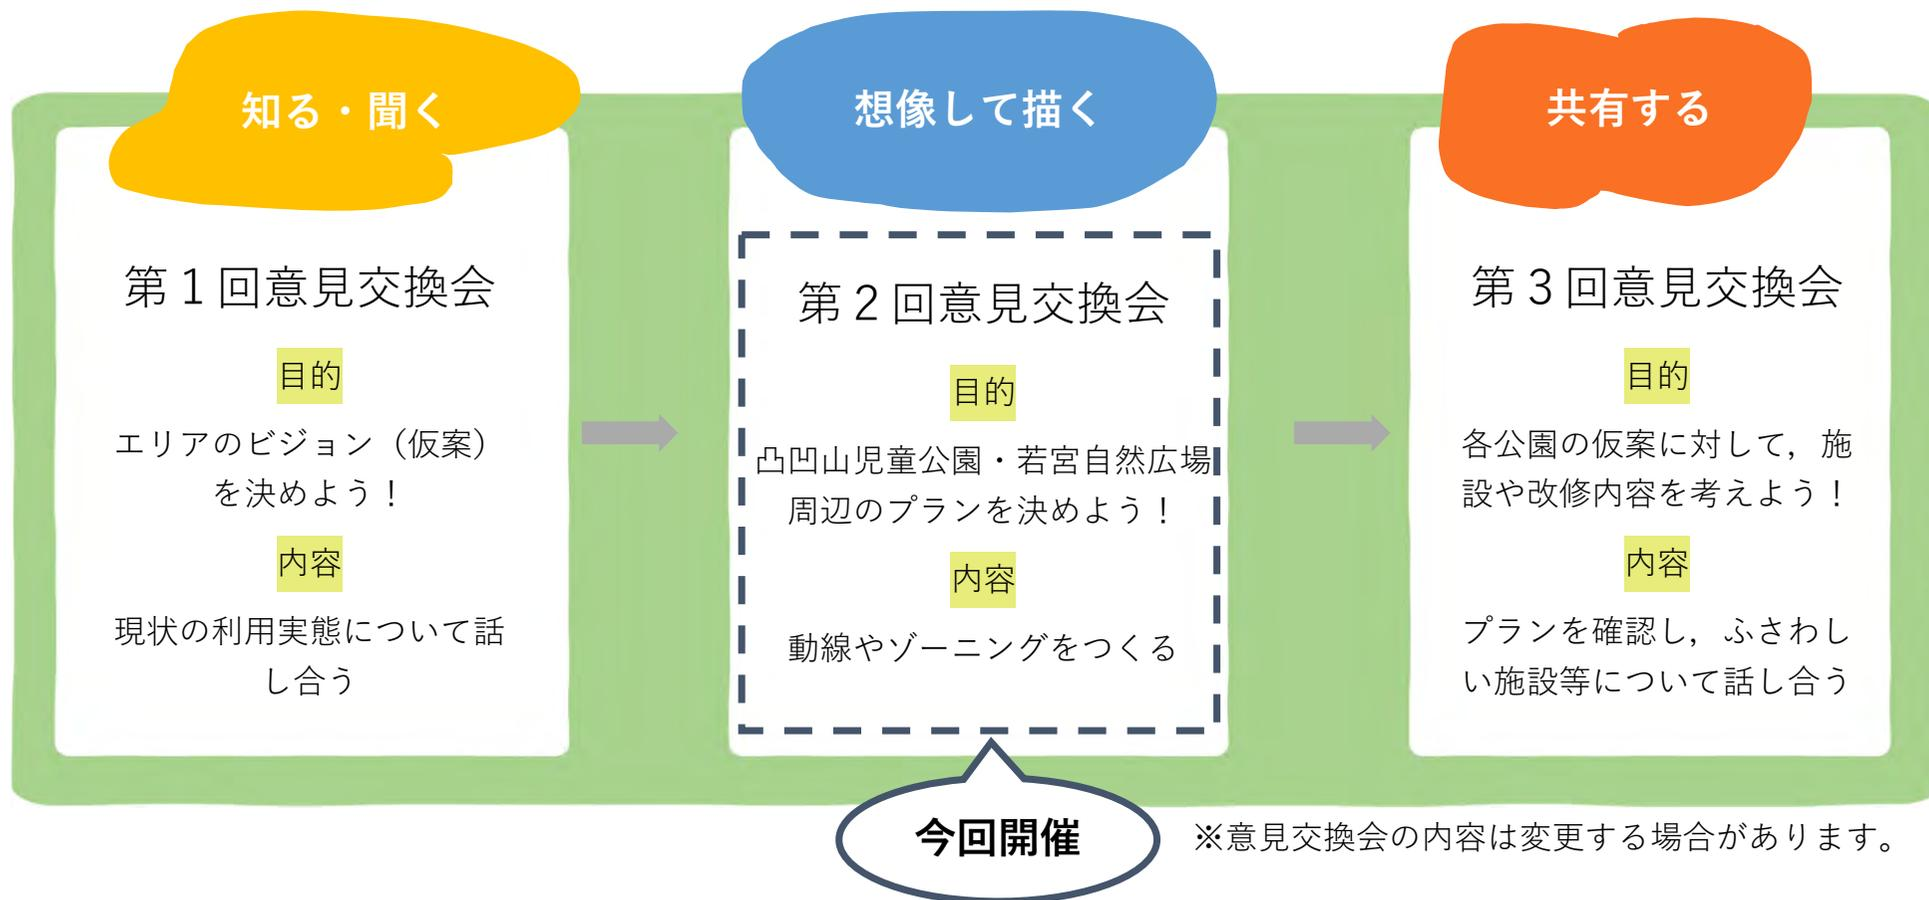 知る・聞く
第１回意見交換会
目的
エリアのビジョン（仮案）
を決めよう！
内容
現状の利用実態について話
し合う
想像して描く
第２回意見交換会
目的
凸凹山児童公園・若宮自然広場
周辺のプランを決めよう！
内容
動線やゾーニングをつくる
今回開催
共有する
第３回意見交換会
目的
各公園の仮案に対して，施
設や改修内容を考えよう！
内容
プランを確認し，ふさわし
い施設等について話し合う
※意見交換会の内容は変更する場合があります。